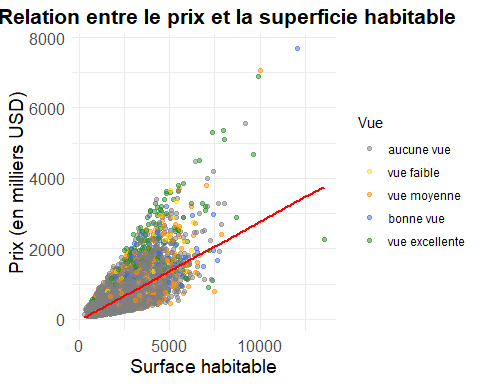 Relation entre le prix et la superficie habitable
8000
6000
4000
2000
0
Prix (en milliers USD)
0 5000 10000
Surface habitable
Vue
aucune vue
vue faible
vue moyenne
bonne vue
vue excellente